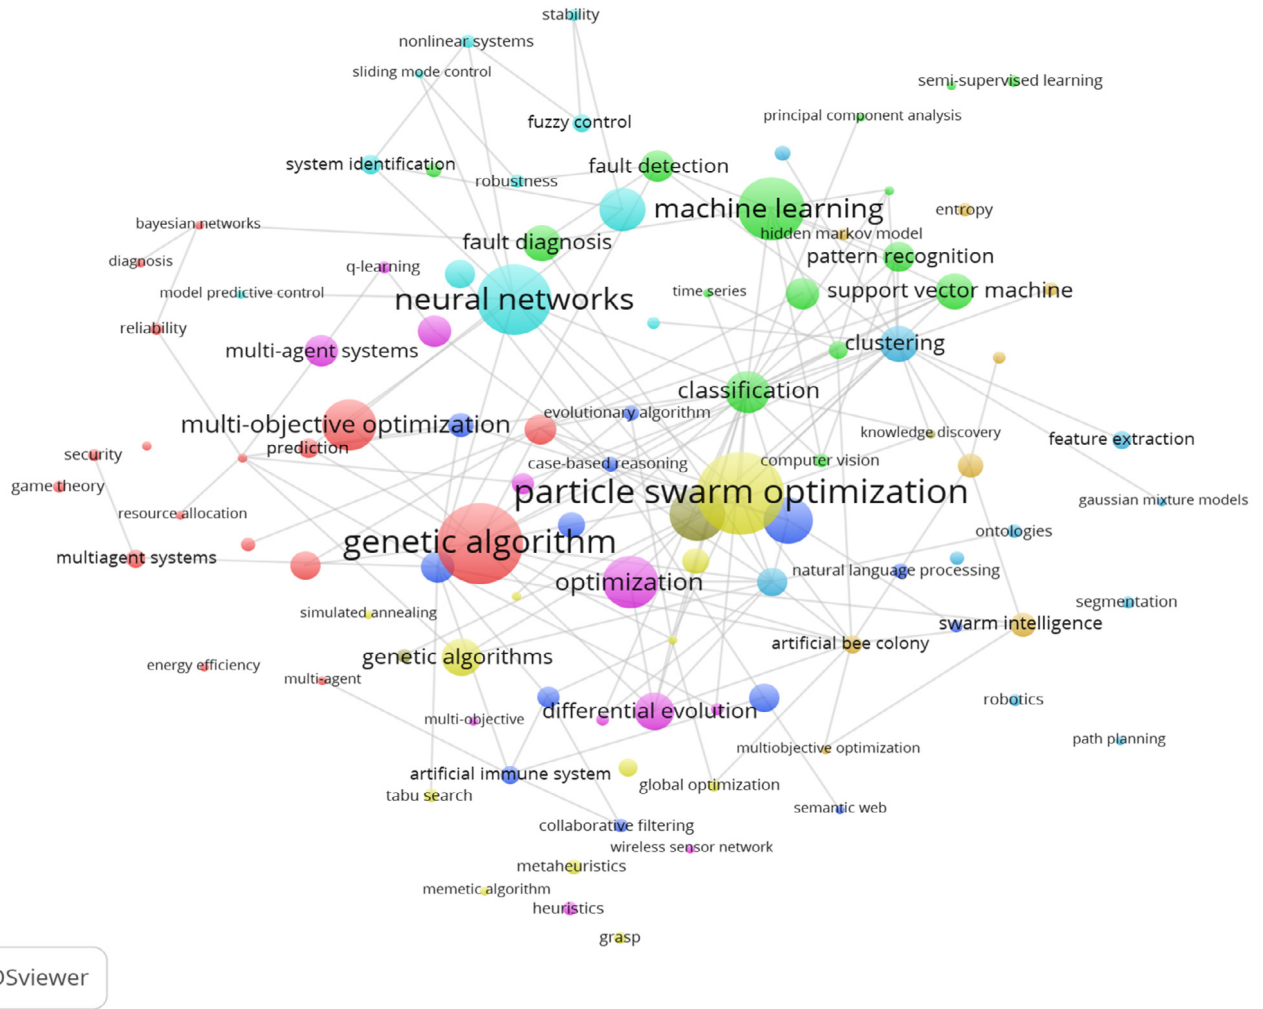 stability
nonlinear systems
sliding mode control
semi-supervised learning
principal component analysis
fuzzy control
system identification
fault detection
robustness
machine learning
entropy
bayesian networks
hidden markov model
fault diagnosis
pattern recognition
diagnosis
q-learning
model predictive control
neural networks
time series
support vector machine
reliability
multi-agent systems
clustering
classification
evolutionary algorithm
multi-objective optimization
knowledge discovery
feature extraction
prediction
security
case-based reasoning
computer vision
game theory
particle swarm optimization
gaussian mixture models
resource allocation
ontologies
genetic algorithm
multiagent systems
natural language processing
optimization
segmentation
simulated annealing
swarm intelligence
artificial bee colony
genetic algorithms
energy efficiency
multi-agent
robotics
differential evolution
multi-objective
path planning
multiobjective optimization
artificial immune system
global optimization
tabu search
semantic web
collaborative filtering
wireless sensor network
metaheuristics
memetic algorithm
heuristics
grasp
OSviewer